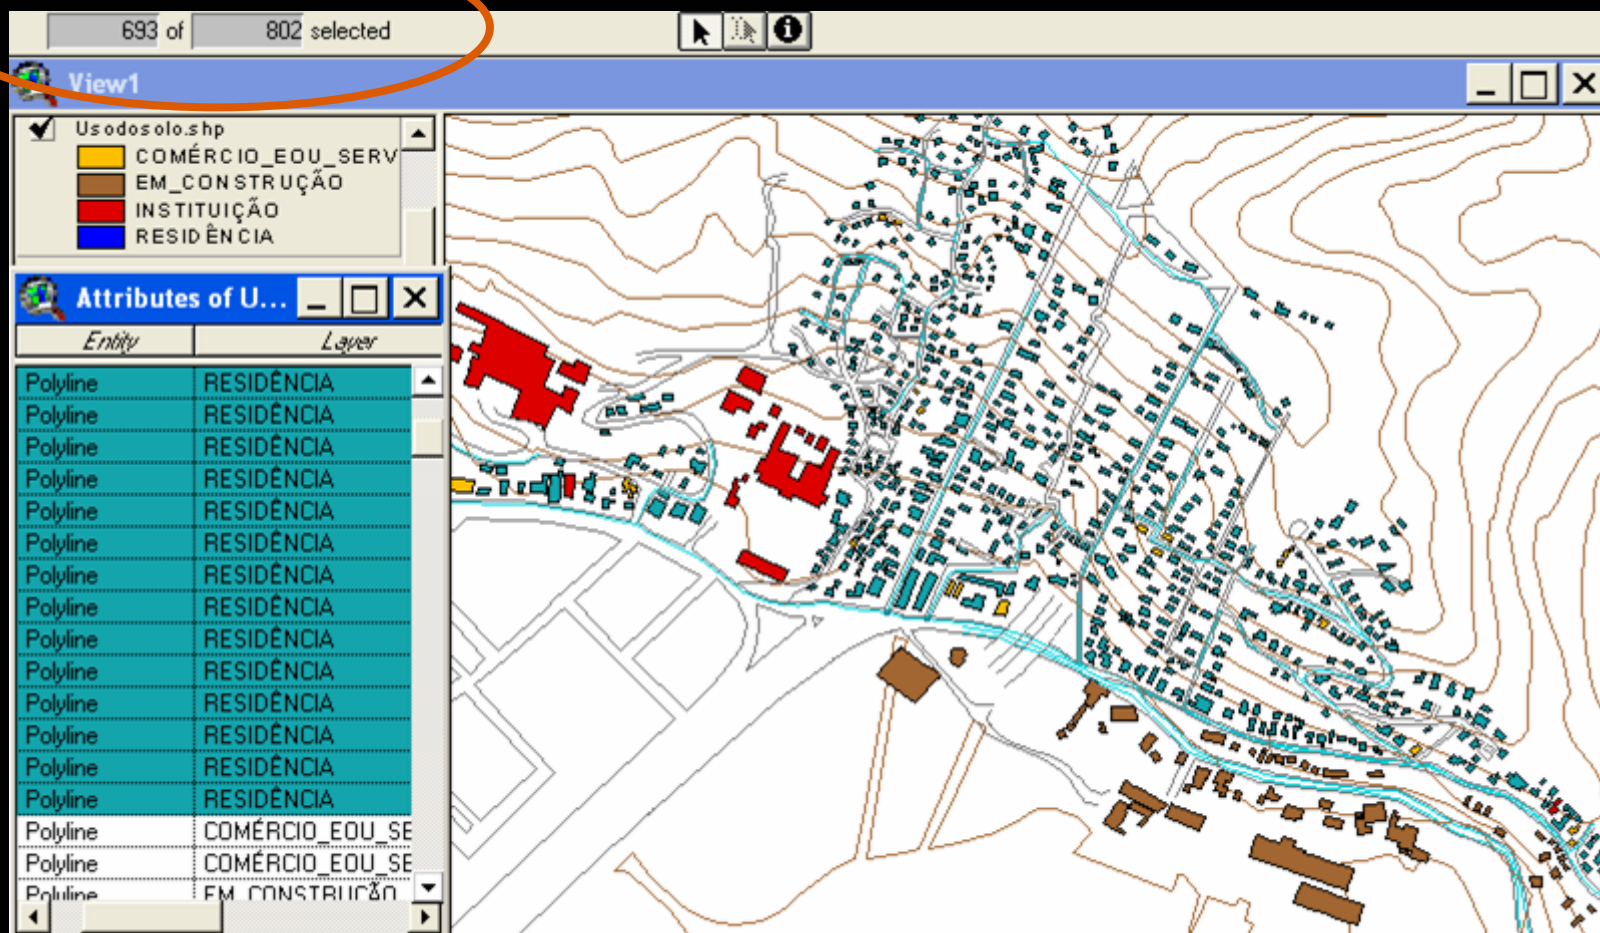 693 of 802 selected
View1
Usodosolo.shp
COMÉRCIO_EOU_SERV
EM_CONSTRUÇÃO
INSTITUIÇÃO
RESIDÊNCIA
Attributes of U...
Entity Layer
Polyline RESIDÊNCIA
Polyline RESIDÊNCIA
Polyline RESIDÊNCIA
Polyline RESIDÊNCIA
Polyline RESIDÊNCIA
Polyline RESIDÊNCIA
Polyline RESIDÊNCIA
Polyline RESIDÊNCIA
Polyline RESIDÊNCIA
Polyline RESIDÊNCIA
Polyline RESIDÊNCIA
Polyline RESIDÊNCIA
Polyline RESIDÊNCIA
Polyline RESIDÊNCIA
Polyline COMÉRCIO_EOU_SE
Polyline COMÉRCIO_EOU_SE
Polyline EM_CONSTRUÇÃO